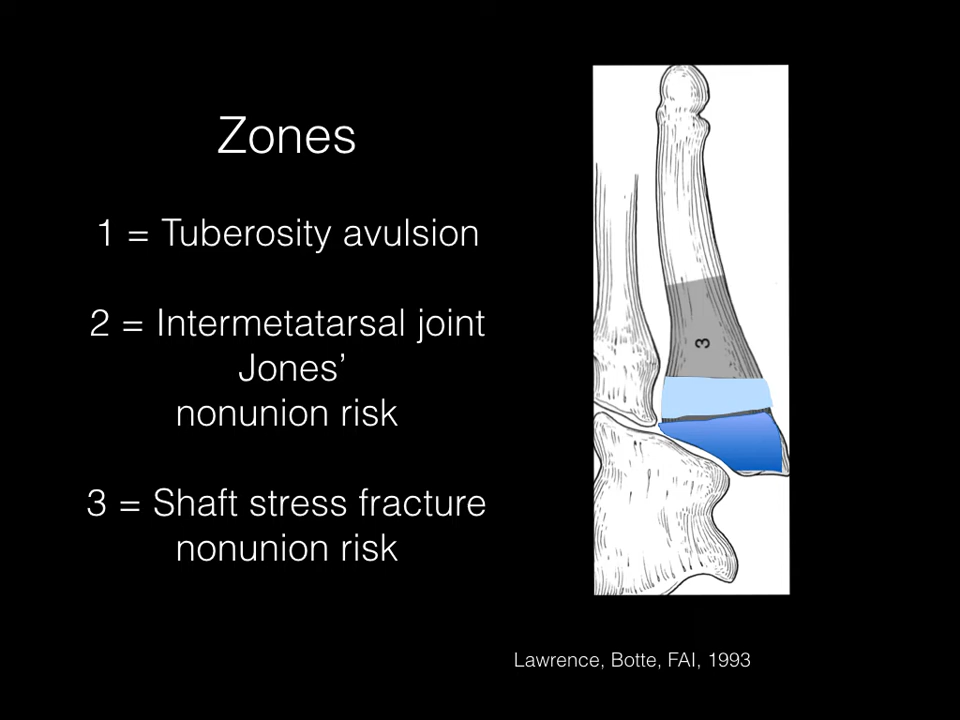 Zones
1 = Tuberosity avulsion
2 = Intermetatarsal joint
Jones’
nonunion risk
3 = Shaft stress fracture
nonunion risk
3
Lawrence, Botte, FAI, 1993